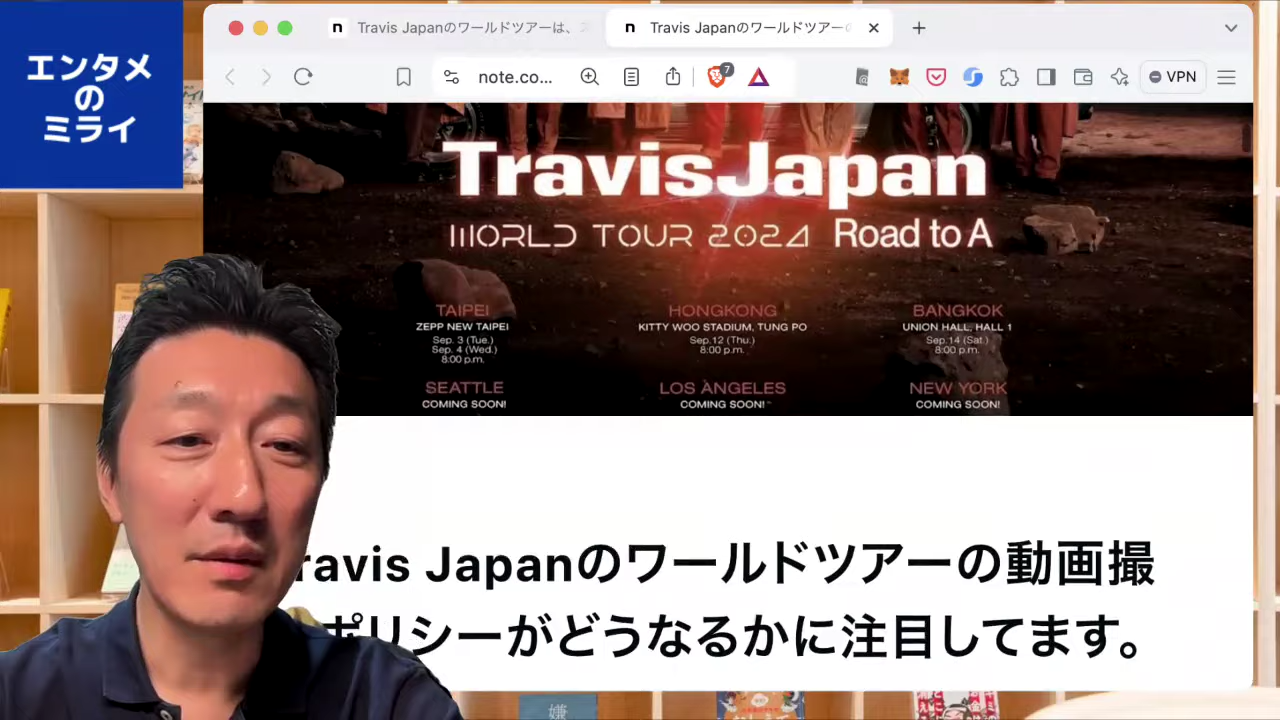 エンタメ
の
ミライ
n Travis Japanのワールドツアーは、
n Travis Japanのワールドツアーの
note.co...
7
VPN
TravisJapan
WORLD TOUR 2024 Road to A
TAIPEI
ZEPP NEW TAIPEI
Sep. 3 (Tue.)
Sep. 4 (Wed.)
8:00 p.m.
HONGKONG
KITTY WOO STADIUM, TUNG PO
Sep.12 (Thu.)
8:00 p.m.
BANGKOK
UNION HALL, HALL 1
Sep.14 (Sat.)
8:00 p.m.
SEATTLE
COMING SOON!
LOS ANGELES
COMING SOON!
NEW YORK
COMING SOON!
ravis Japanのワールドツアーの動画撮
ポリシーがどうなるかに注目してます。
嫌